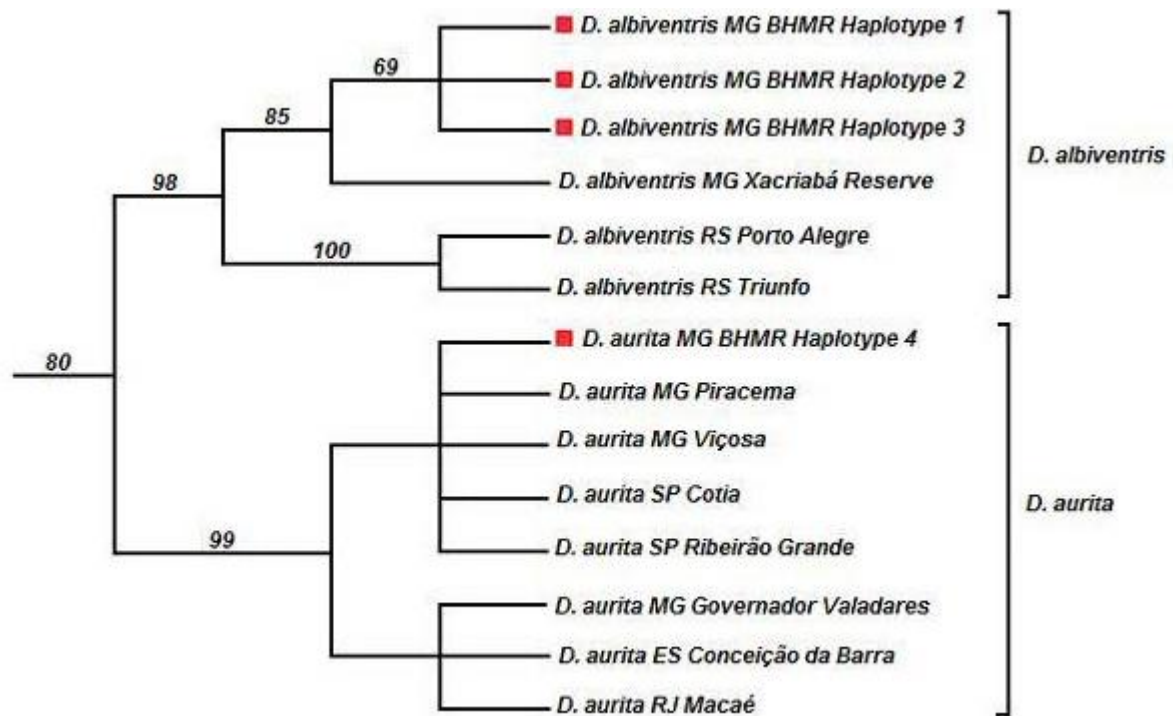 D. albiventris MG BHMR Haplotype 1
69
D. albiventris MG BHMR Haplotype 2
85
D. albiventris MG BHMR Haplotype 3
D. albiventris
98
D. albiventris MG Xacriabá Reserve
100
D. albiventris RS Porto Alegre
D. albiventris RS Triunfo
80
D. aurita MG BHMR Haplotype 4
D. aurita MG Piracema
D. aurita MG Viçosa
D. aurita SP Cotia
D. aurita
99
D. aurita SP Ribeirão Grande
D. aurita MG Governador Valadares
D. aurita ES Conceição da Barra
D. aurita RJ Macaé